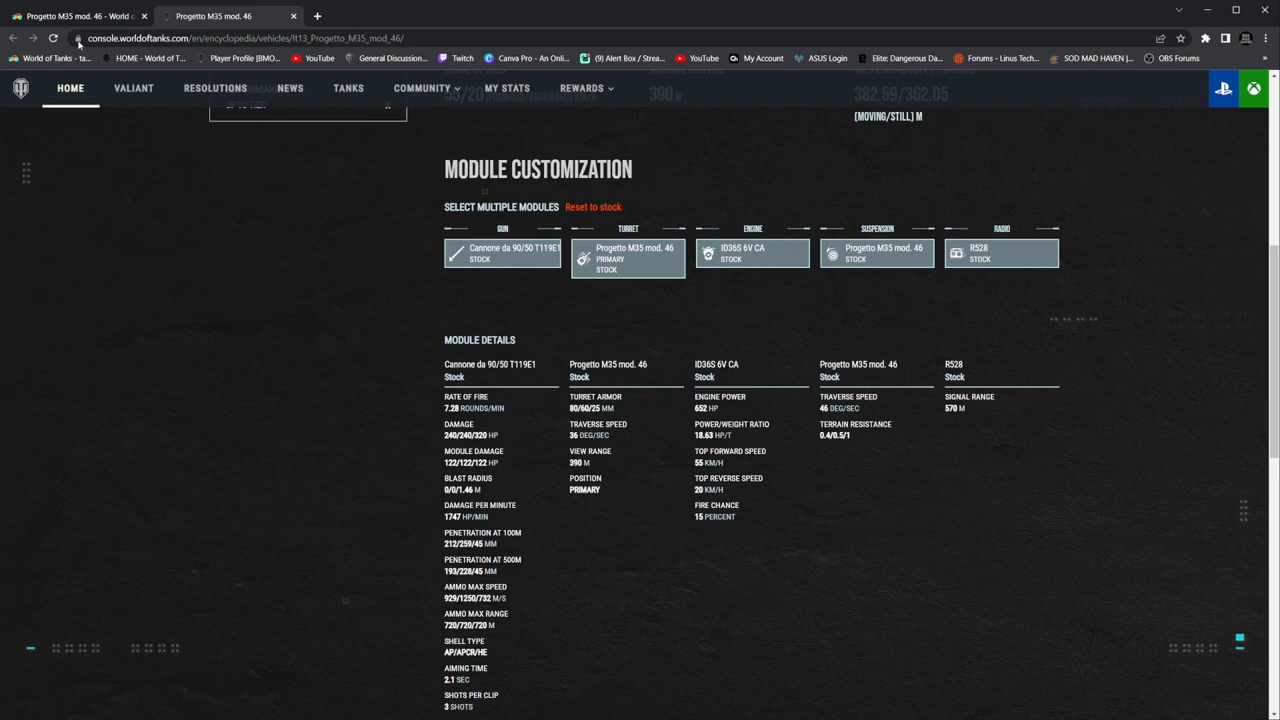 Progetto M35 mod. 46 - World o
Progetto M35 mod. 46
console.worldoftanks.com/en/encyclopedia/vehicles/It13_Progetto_M35_mod_46/
World of Tanks - ta...
HOME - World of T...
Player Profile [BMO...
YouTube
General Discussion...
Twitch
Canva Pro - An Onli...
(9) Alert Box / Strea...
YouTube
My Account
ASUS Login
Elite: Dangerous Da...
Forums - Linus Tech...
SOD MAD HAVEN |...
OBS Forums
HOME
VALIANT
RESOLUTIONS
NEWS
TANKS
COMMUNITY
MY STATS
REWARDS
55/20 (FORWARD/BACKWARD) KM/H
390 M
382.59/362.05
(MOVING/STILL) M
MODULE CUSTOMIZATION
SELECT MULTIPLE MODULES Reset to stock
GUN
TURRET
ENGINE
SUSPENSION
RADIO
Cannone da 90/50 T119E1
STOCK
Progetto M35 mod. 46
PRIMARY
STOCK
ID36S 6V CA
STOCK
Progetto M35 mod. 46
STOCK
R528
STOCK
MODULE DETAILS
Cannone da 90/50 T119E1
Stock
RATE OF FIRE
7.28 ROUNDS/MIN
DAMAGE
240/240/320 HP
MODULE DAMAGE
122/122/122 HP
BLAST RADIUS
0/0/1.46 M
DAMAGE PER MINUTE
1747 HP/MIN
PENETRATION AT 100M
212/259/45 MM
PENETRATION AT 500M
193/228/45 MM
AMMO MAX SPEED
929/1250/732 M/S
AMMO MAX RANGE
720/720/720 M
SHELL TYPE
AP/APCR/HE
AIMING TIME
2.1 SEC
SHOTS PER CLIP
3 SHOTS
Progetto M35 mod. 46
Stock
TURRET ARMOR
80/60/25 MM
TRAVERSE SPEED
36 DEG/SEC
VIEW RANGE
390 M
POSITION
PRIMARY
ID36S 6V CA
Stock
ENGINE POWER
652 HP
POWER/WEIGHT RATIO
18.63 HP/T
TOP FORWARD SPEED
55 KM/H
TOP REVERSE SPEED
20 KM/H
FIRE CHANCE
15 PERCENT
Progetto M35 mod. 46
Stock
TRAVERSE SPEED
46 DEG/SEC
TERRAIN RESISTANCE
0.4/0.5/1
R528
Stock
SIGNAL RANGE
570 M